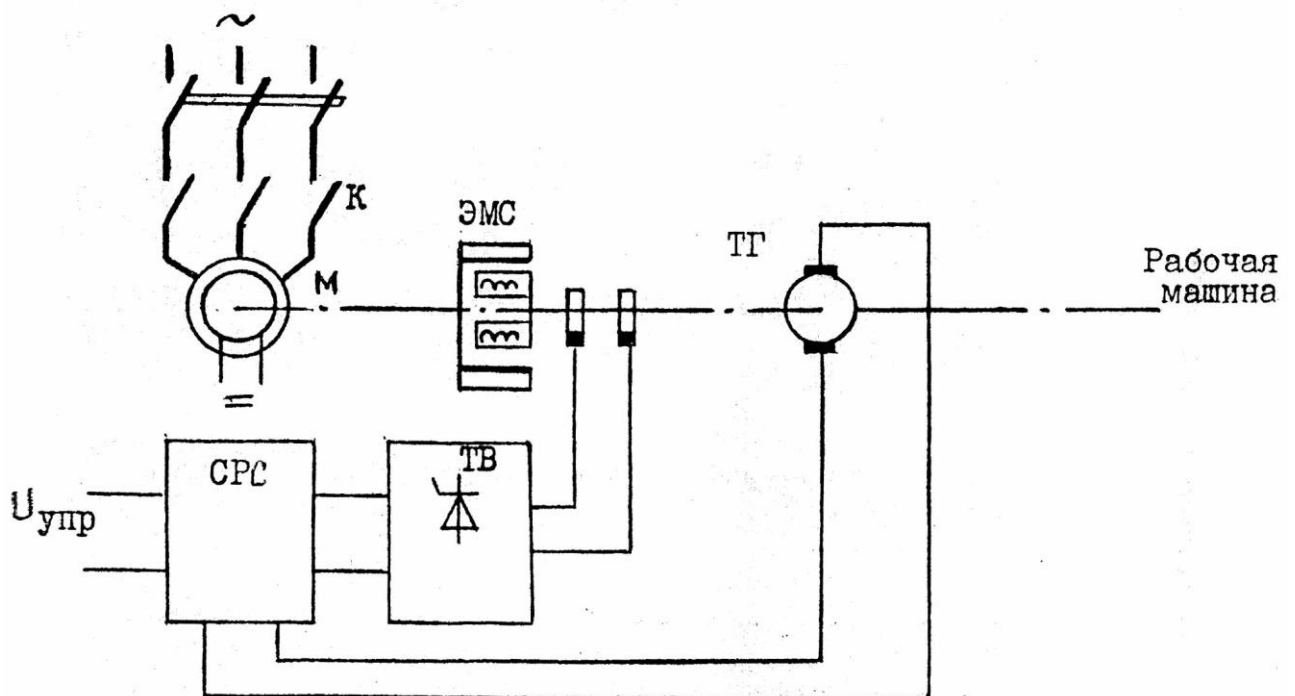 ~
К
ЭМС
М
ТГ
Рабочая
машина
=
СРС
ТВ
Uупр